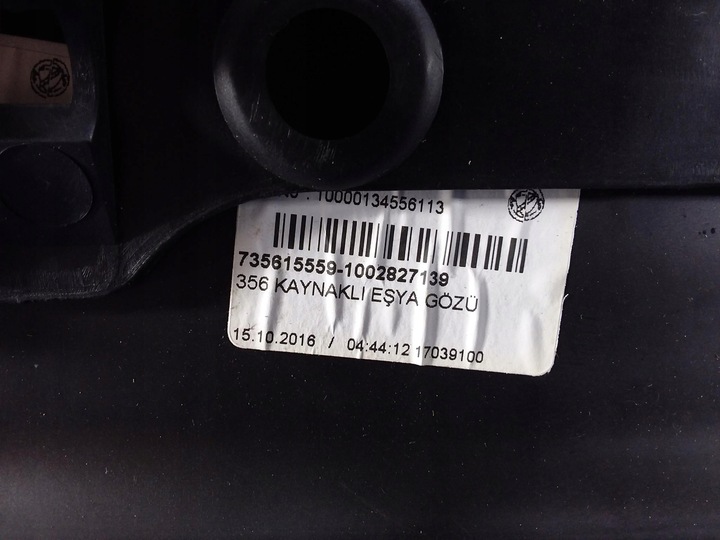 : 10000134556113
735615559-1002827139
356 KAYNAKLI EŞYA GÖZÜ
15.10.2016 / 04:44:12 17039100